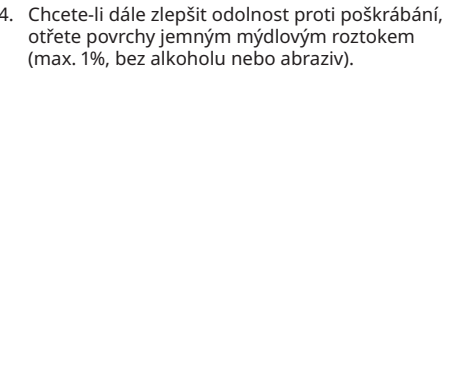 4. Chcete-li dále zlepšit odolnost proti poškrábání,
otřete povrchy jemným mýdlovým roztokem
(max. 1%, bez alkoholu nebo abraziv).